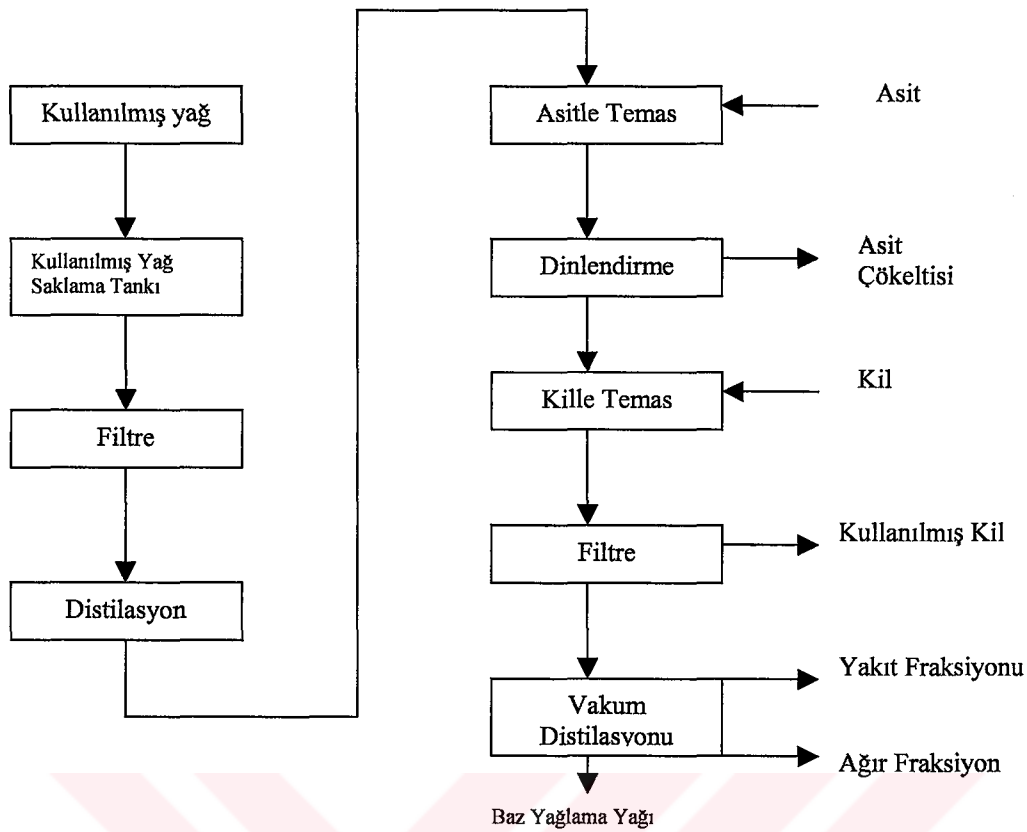 Kullanılmış yağ
Kullanılmış Yağ
Saklama Tankı
Filtre
Distilasyon
Asitle Temas
Asit
Dinlendirme
Asit
Çökeltisi
Kille Temas
Kil
Filtre
Kullanılmış Kil
Vakum
Distilasyonu
Yakıt Fraksiyonu
Ağır Fraksiyon
Baz Yağlama Yağı